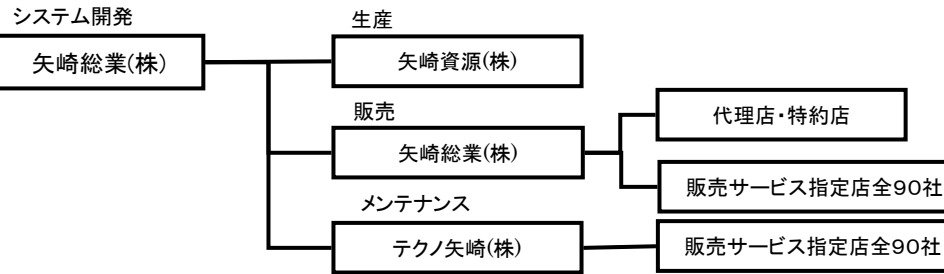 システム開発
矢崎総業(株)
生産
矢崎資源(株)
販売
矢崎総業(株)
代理店・特約店
販売サービス指定店全90社
メンテナンス
テクノ矢崎(株)
販売サービス指定店全90社